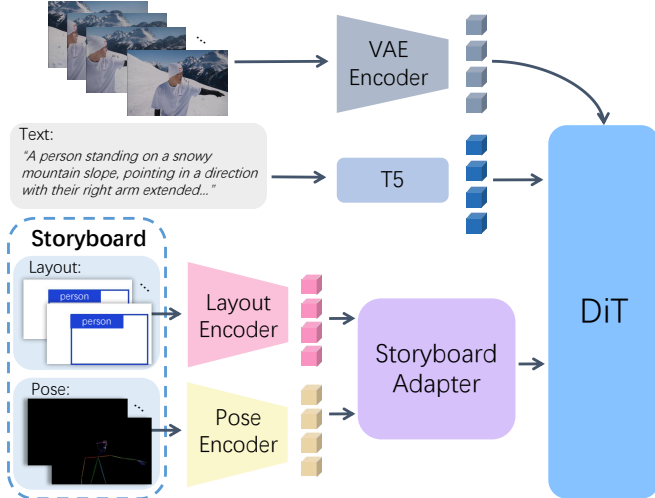 VAE
Encoder
Text:
“A person standing on a snowy
mountain slope, pointing in a direction
with their right arm extended…”
T5
Storyboard
Layout:
person
person
Layout
Encoder
Pose:
Pose
Encoder
Storyboard
Adapter
DiT